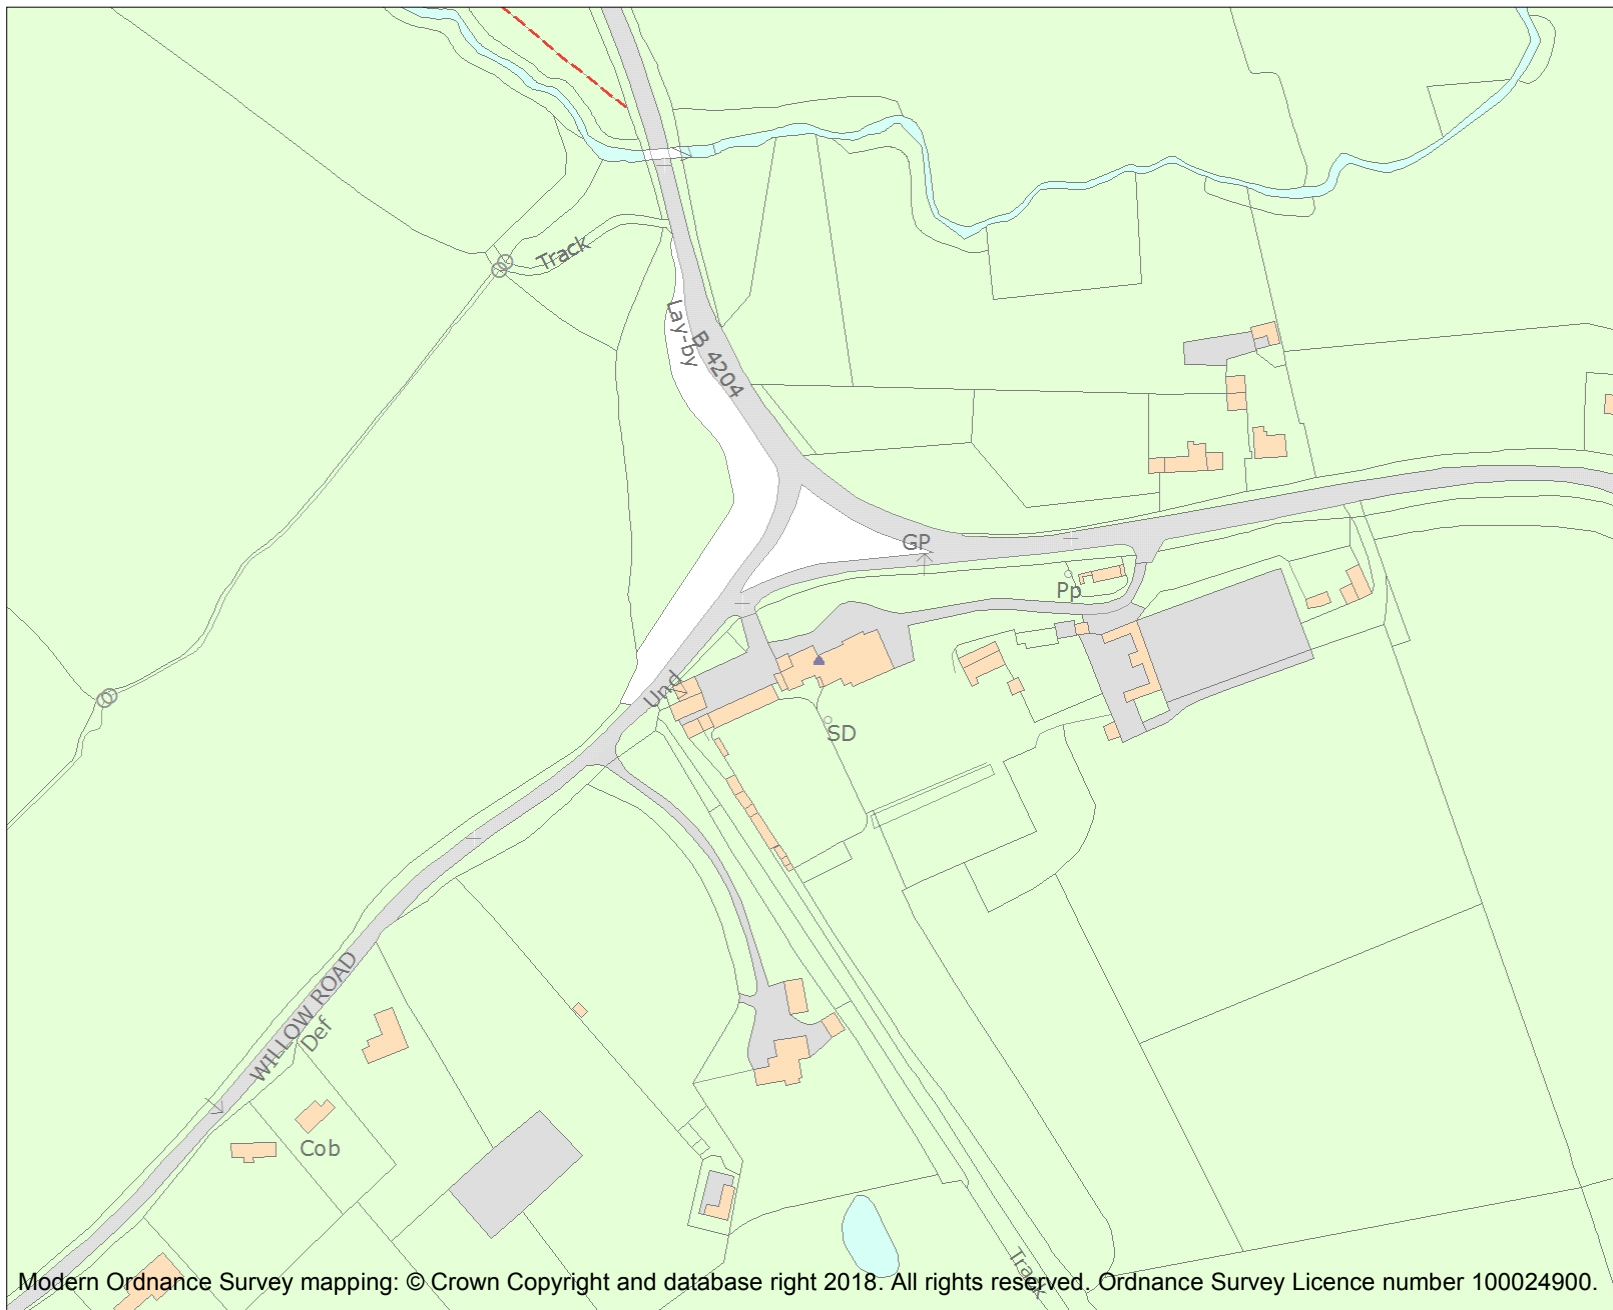 Track
Lay-by
B 4204
GP
Pp
Und
SD
WILLOW ROAD
Def
Cob
Track
Modern Ordnance Survey mapping: © Crown Copyright and database right 2018. All rights reserved. Ordnance Survey Licence number 100024900.